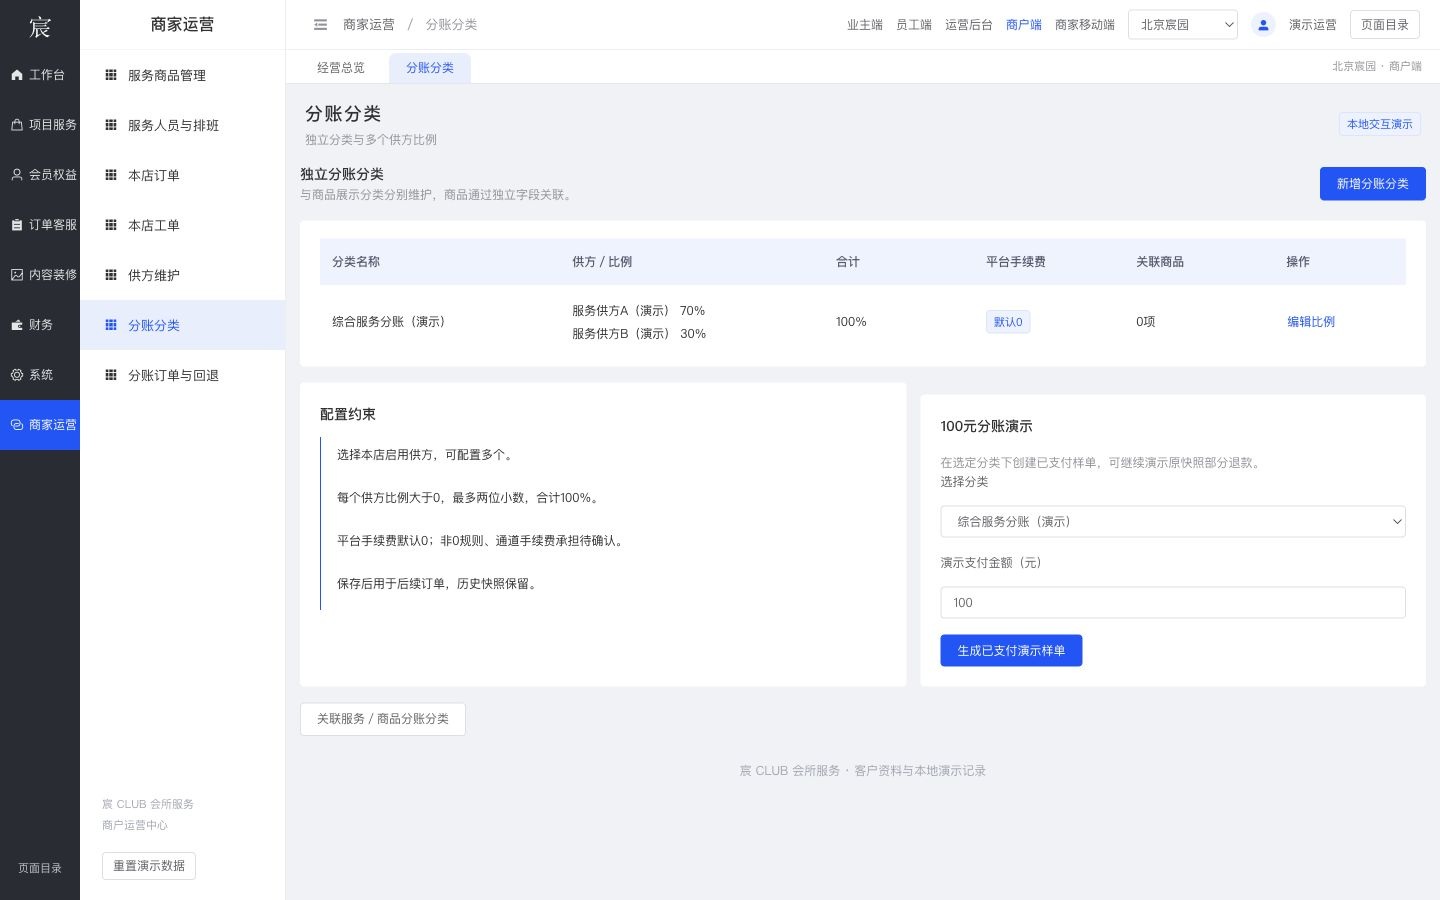 宸
工作台
项目服务
会员权益
订单客服
内容装修
财务
系统
商家运营
页面目录
商家运营
服务商品管理
服务人员与排班
本店订单
本店工单
供方维护
分账分类
分账订单与回退
宸 CLUB 会所服务
商户运营中心
重置演示数据
商家运营 / 分账分类
业主端 员工端 运营后台 商户端 商家移动端 北京宸园 演示运营 页面目录
经营总览 分账分类
北京宸园 · 商户端
分账分类
独立分类与多个供方比例
本地交互演示
独立分账分类
与商品展示分类分别维护，商品通过独立字段关联。
新增分账分类
分类名称 供方 / 比例 合计 平台手续费 关联商品 操作
综合服务分账（演示） 服务供方A（演示） 70% 100% 默认0 0项 编辑比例
服务供方B（演示） 30%
配置约束
选择本店启用供方，可配置多个。
每个供方比例大于0，最多两位小数，合计100%。
平台手续费默认0；非0规则、通道手续费承担待确认。
保存后用于后续订单，历史快照保留。
100元分账演示
在选定分类下创建已支付样单，可继续演示原快照部分退款。
选择分类
综合服务分账（演示）
演示支付金额（元）
100
生成已支付演示样单
关联服务 / 商品分账分类
宸 CLUB 会所服务 · 客户资料与本地演示记录